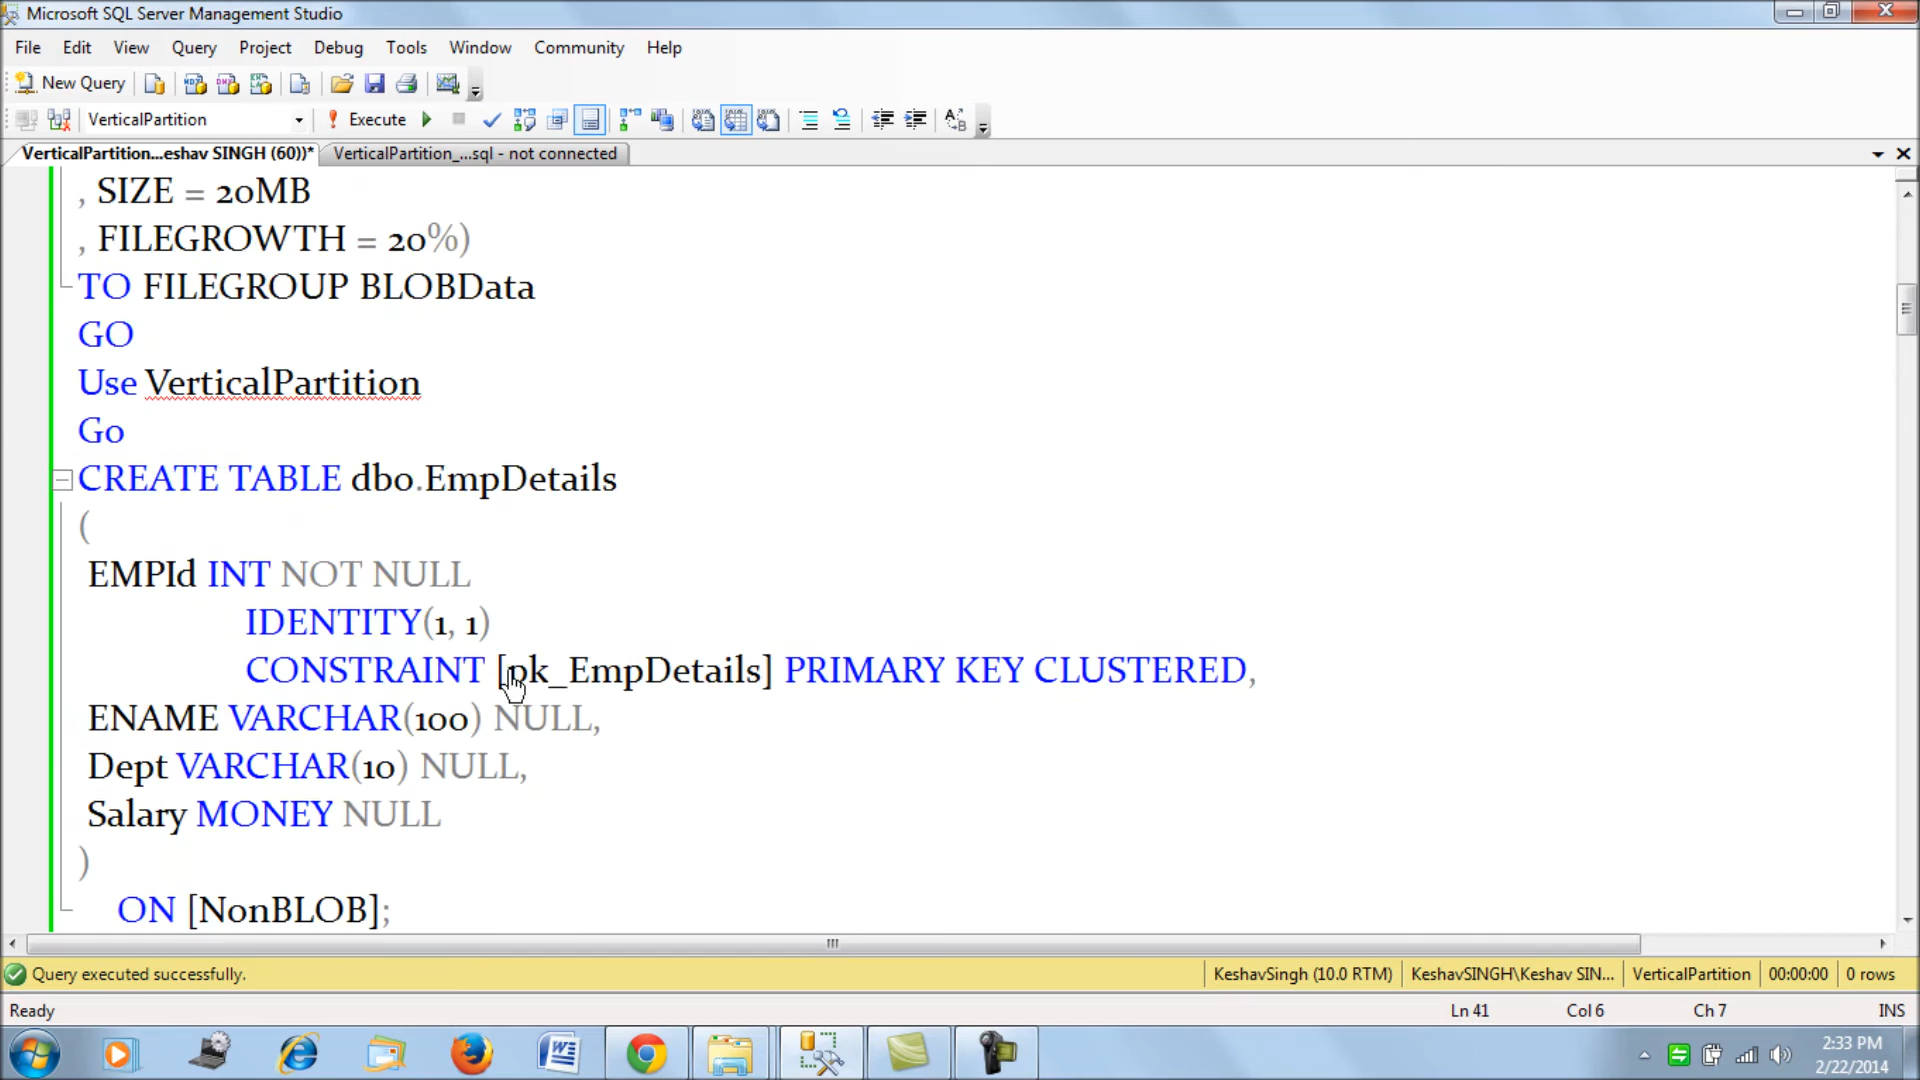 Microsoft SQL Server Management Studio
File Edit View Query Project Debug Tools Window Community Help
New Query
VerticalPartition Execute
VerticalPartition...eshav SINGH (60))* VerticalPartition_...sql - not connected
, SIZE = 20MB
, FILEGROWTH = 20%)
TO FILEGROUP BLOBData
GO
Use VerticalPartition
Go
CREATE TABLE dbo.EmpDetails
(
EMPId INT NOT NULL
IDENTITY(1, 1)
CONSTRAINT [pk_EmpDetails] PRIMARY KEY CLUSTERED,
ENAME VARCHAR(100) NULL,
Dept VARCHAR(10) NULL,
Salary MONEY NULL
)
ON [NonBLOB];
Query executed successfully. KeshavSingh (10.0 RTM) KeshavSINGH\Keshav SIN... VerticalPartition 00:00:00 0 rows
Ready Ln 41 Col 6 Ch 7 INS
2:33 PM
2/22/2014